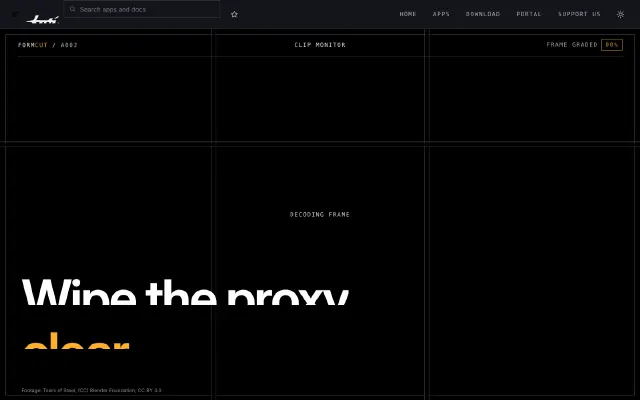 Search apps and docs
HOME APPS DOWNLOAD PORTAL SUPPORT US
FORMCUT / A002
CLIP MONITOR
FRAME GRADED 00%
DECODING FRAME
Wipe the proxy
clear
Footage: Tears of Steel, (CC) Blender Foundation, CC BY 3.0